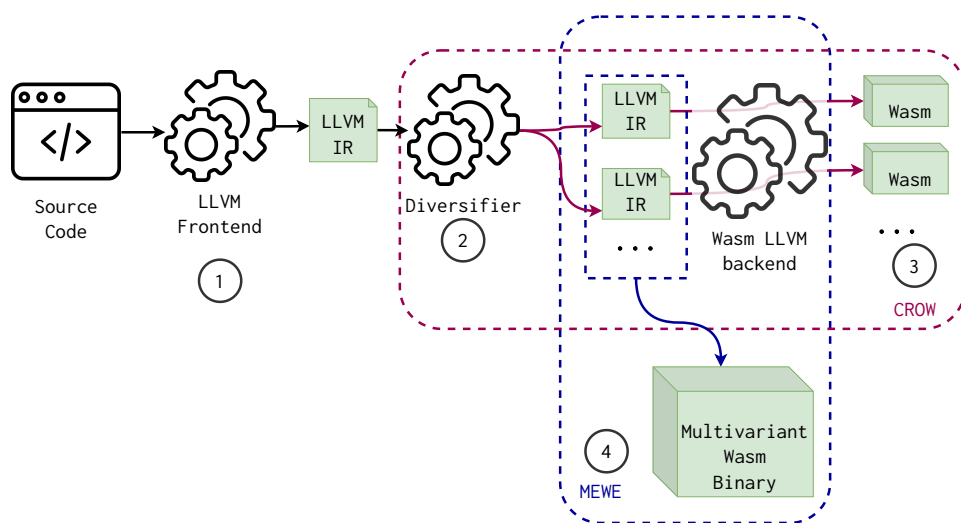 </>
Source
Code
LLVM
Frontend
1
LLVM
IR
Diversifier
2
LLVM
IR
LLVM
IR
...
Wasm LLVM
backend
Wasm
Wasm
...
3
CROW
4
MEWE
Multivariant
Wasm
Binary